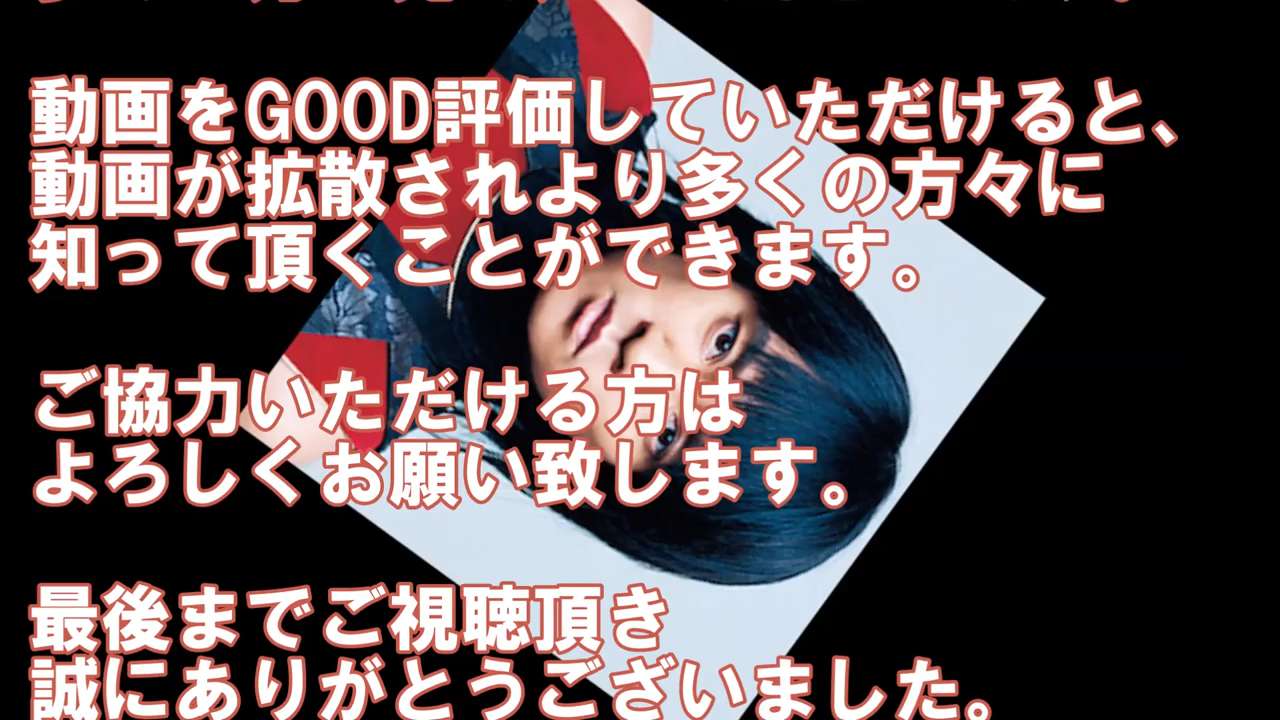 動画をGOOD評価していただけると、
動画が拡散されより多くの方々に
知って頂くことができます。
ご協力いただける方は
よろしくお願い致します。
最後までご視聴頂き
誠にありがとうございました。